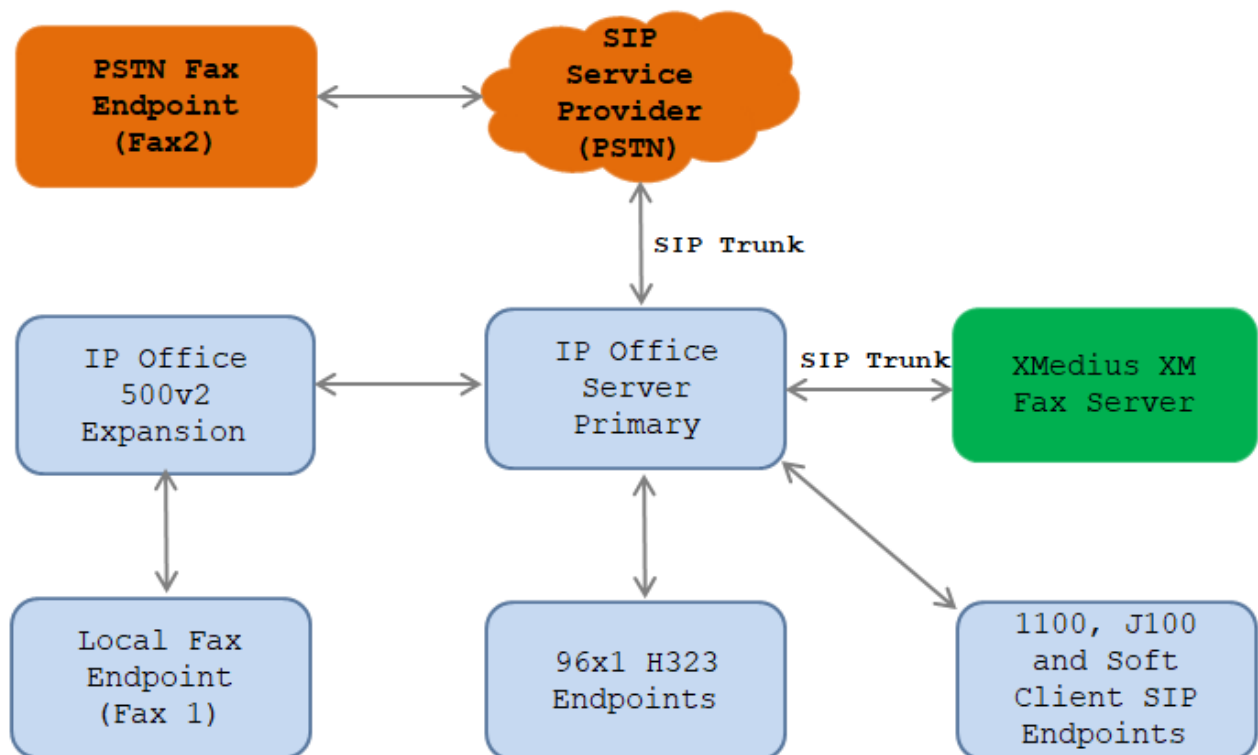 PSTN Fax
Endpoint
(Fax2)
SIP
Service
Provider
(PSTN)
SIP Trunk
IP Office
500v2
Expansion
IP Office
Server
Primary
SIP Trunk
XMedius XM
Fax Server
Local Fax
Endpoint
(Fax 1)
96x1 H323
Endpoints
1100, J100
and Soft
Client SIP
Endpoints